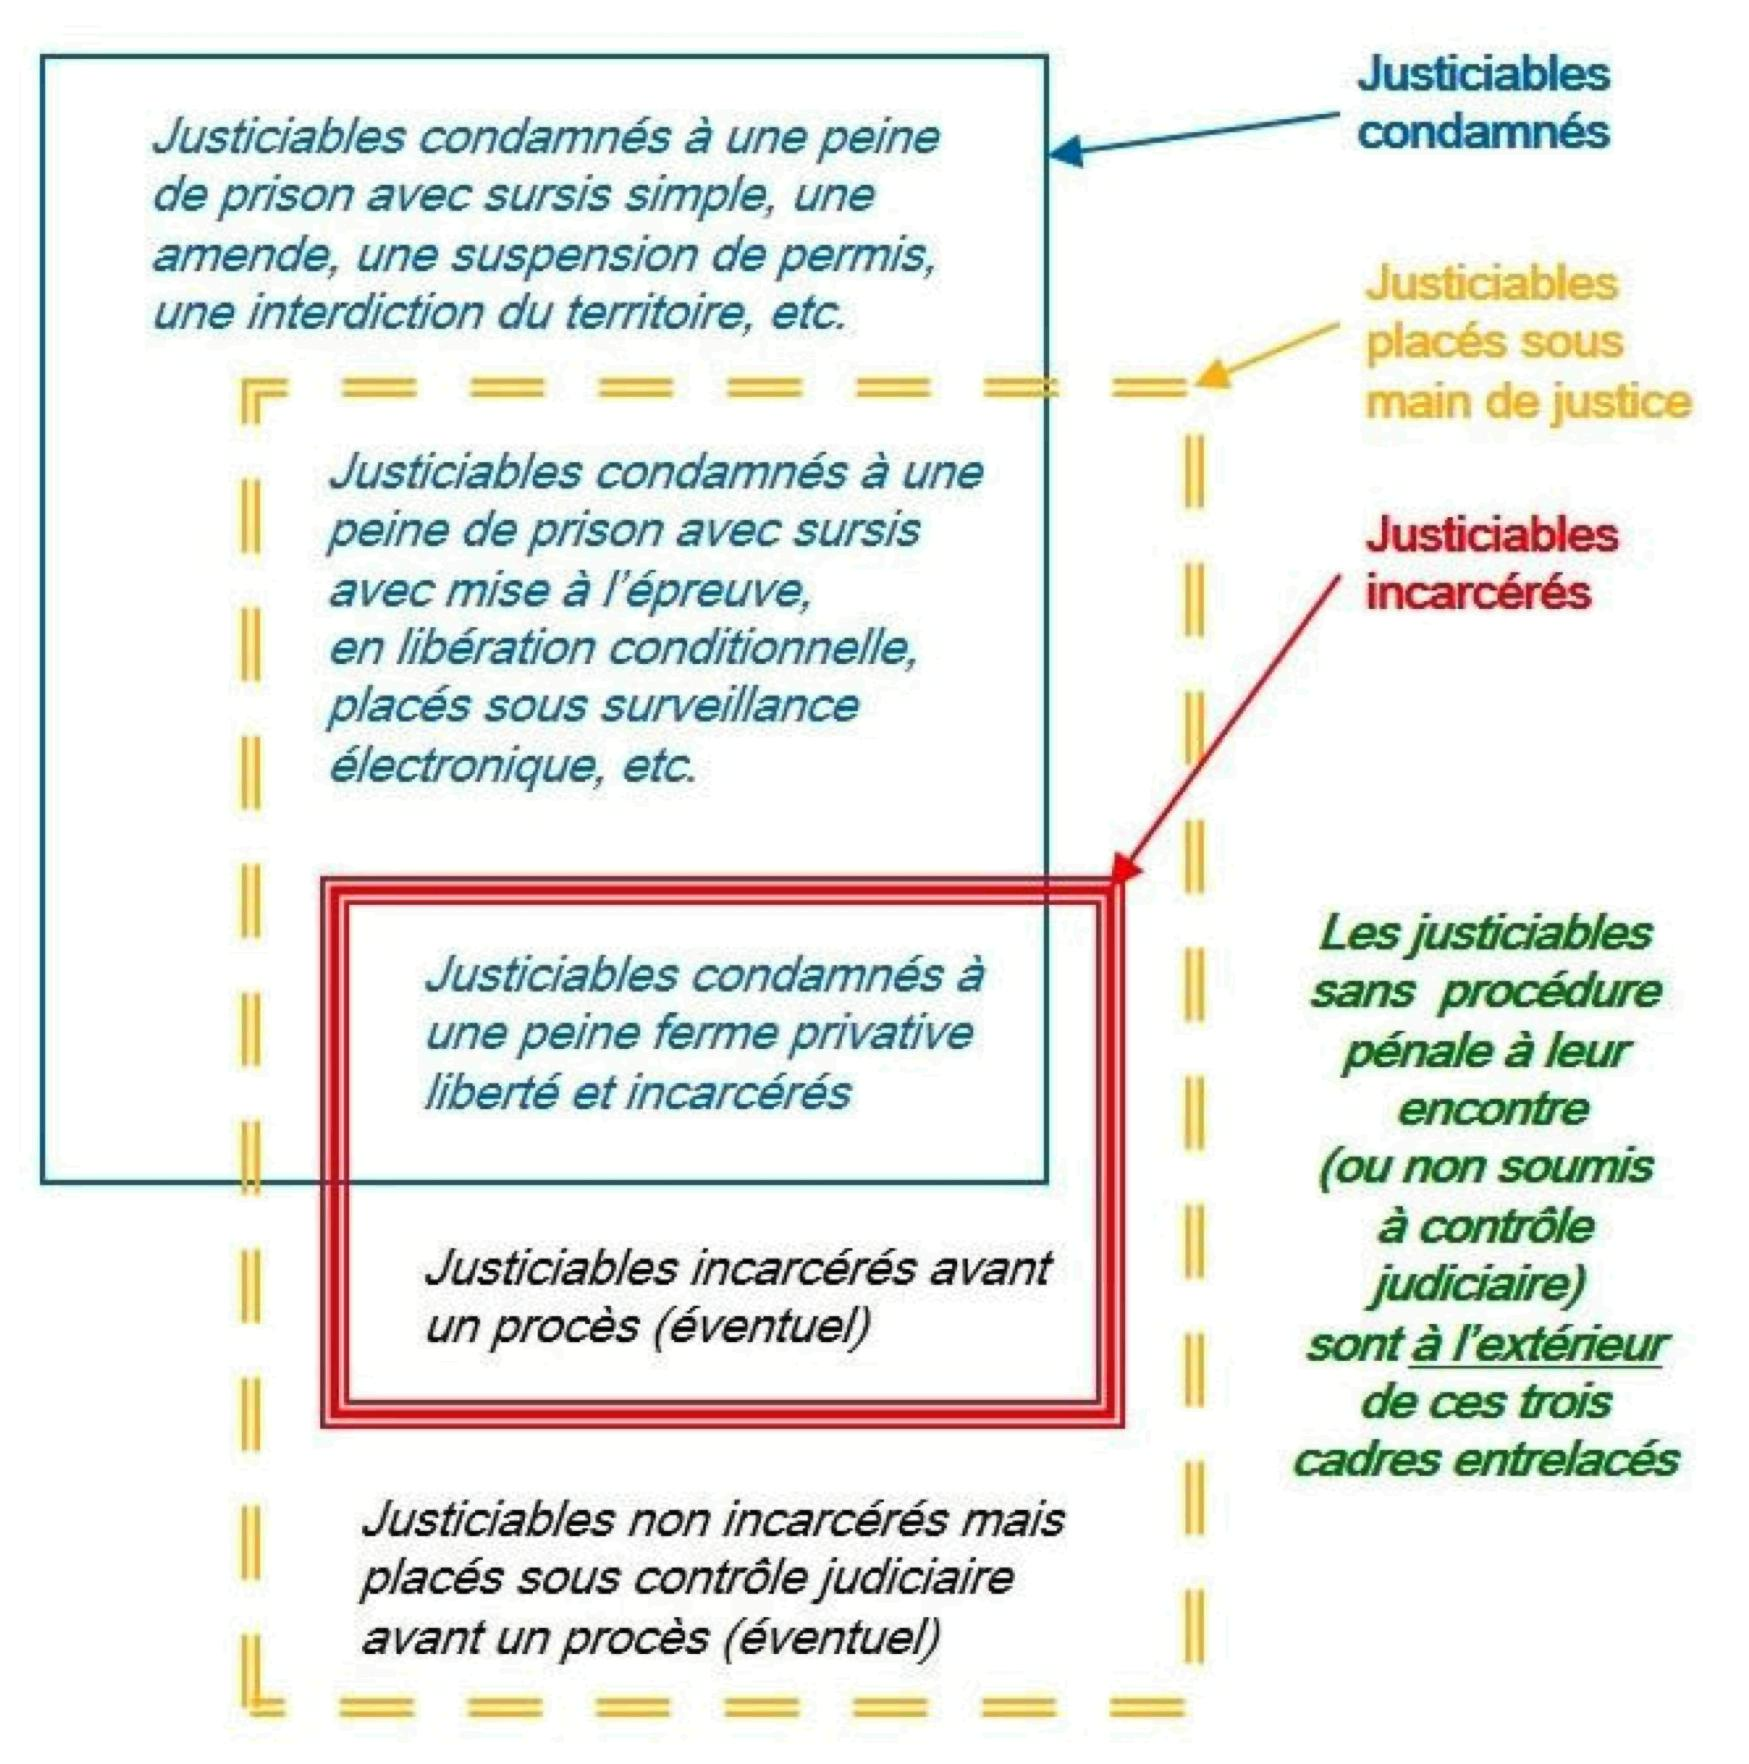 Justiciables
condamnés
Justiciables condamnés à une peine
de prison avec sursis simple, une
amende, une suspension de permis,
une interdiction du territoire, etc.
Justiciables
placés sous
main de justice
Justiciables condamnés à une
peine de prison avec sursis
avec mise à l'épreuve,
en libération conditionnelle,
placés sous surveillance
électronique, etc.
Justiciables
incarcérés
Justiciables condamnés à
une peine ferme privative
liberté et incarcérés
Justiciables incarcérés avant
un procès (éventuel)
Justiciables non incarcérés mais
placés sous contrôle judiciaire
avant un procès (éventuel)
Les justiciables
sans procédure
pénale à leur
encontre
(ou non soumis
à contrôle
judiciaire)
sont à l'extérieur
de ces trois
cadres entrelacés